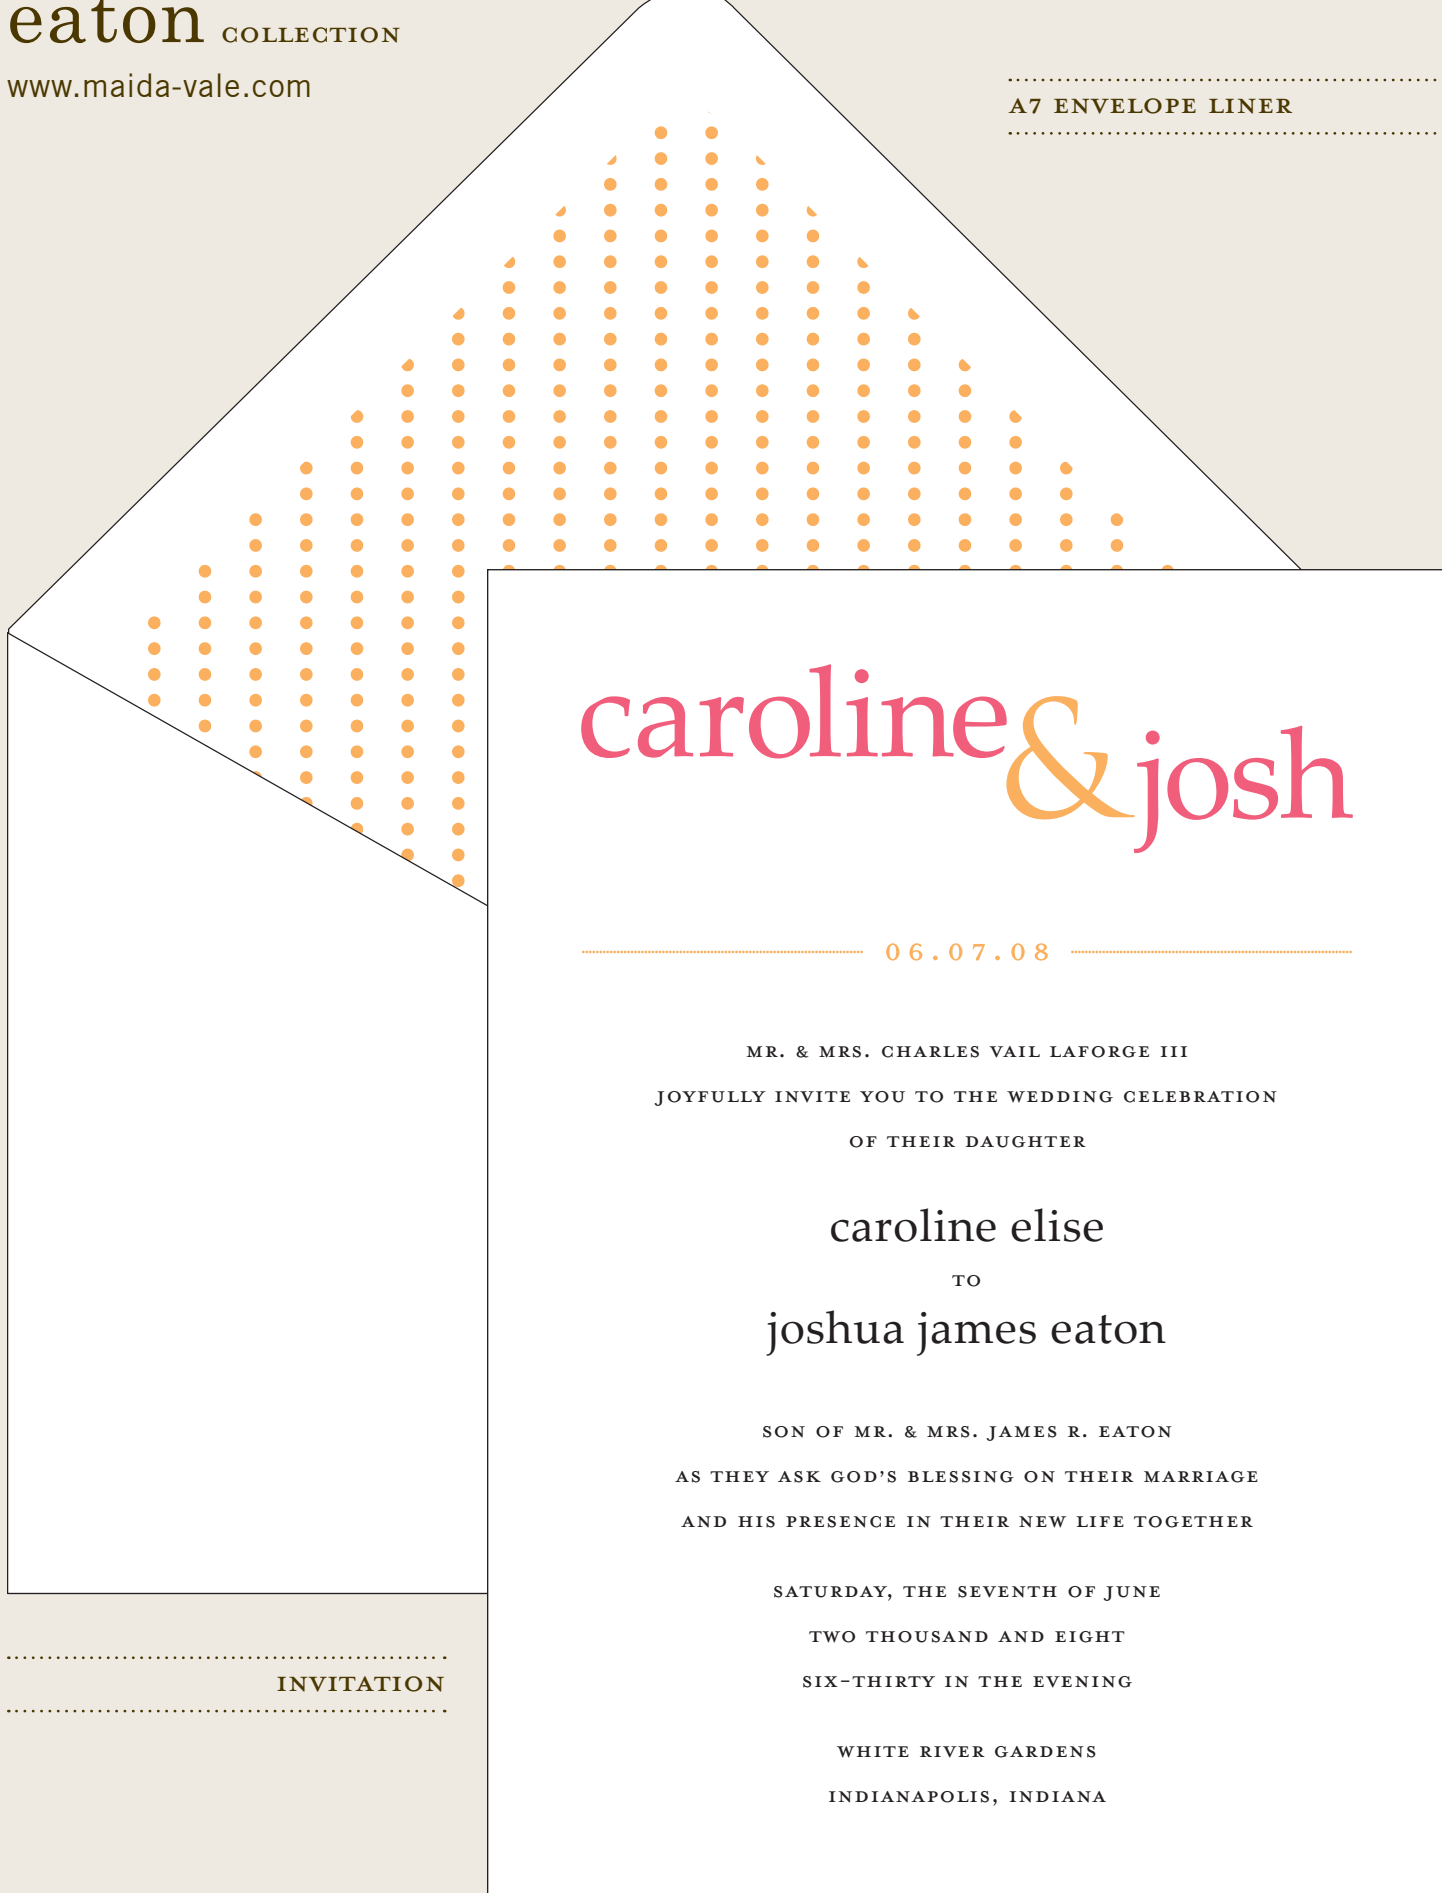 eaton COLLECTION
www.maida-vale.com
A7 ENVELOPE LINER
caroline & josh
06.07.08
MR. & MRS. CHARLES VAIL LAFORGE III
JOYFULLY INVITE YOU TO THE WEDDING CELEBRATION
OF THEIR DAUGHTER
caroline elise
TO
joshua james eaton
SON OF MR. & MRS. JAMES R. EATON
AS THEY ASK GOD'S BLESSING ON THEIR MARRIAGE
AND HIS PRESENCE IN THEIR NEW LIFE TOGETHER
SATURDAY, THE SEVENTH OF JUNE
TWO THOUSAND AND EIGHT
SIX-THIRTY IN THE EVENING
WHITE RIVER GARDENS
INDIANAPOLIS, INDIANA
INVITATION